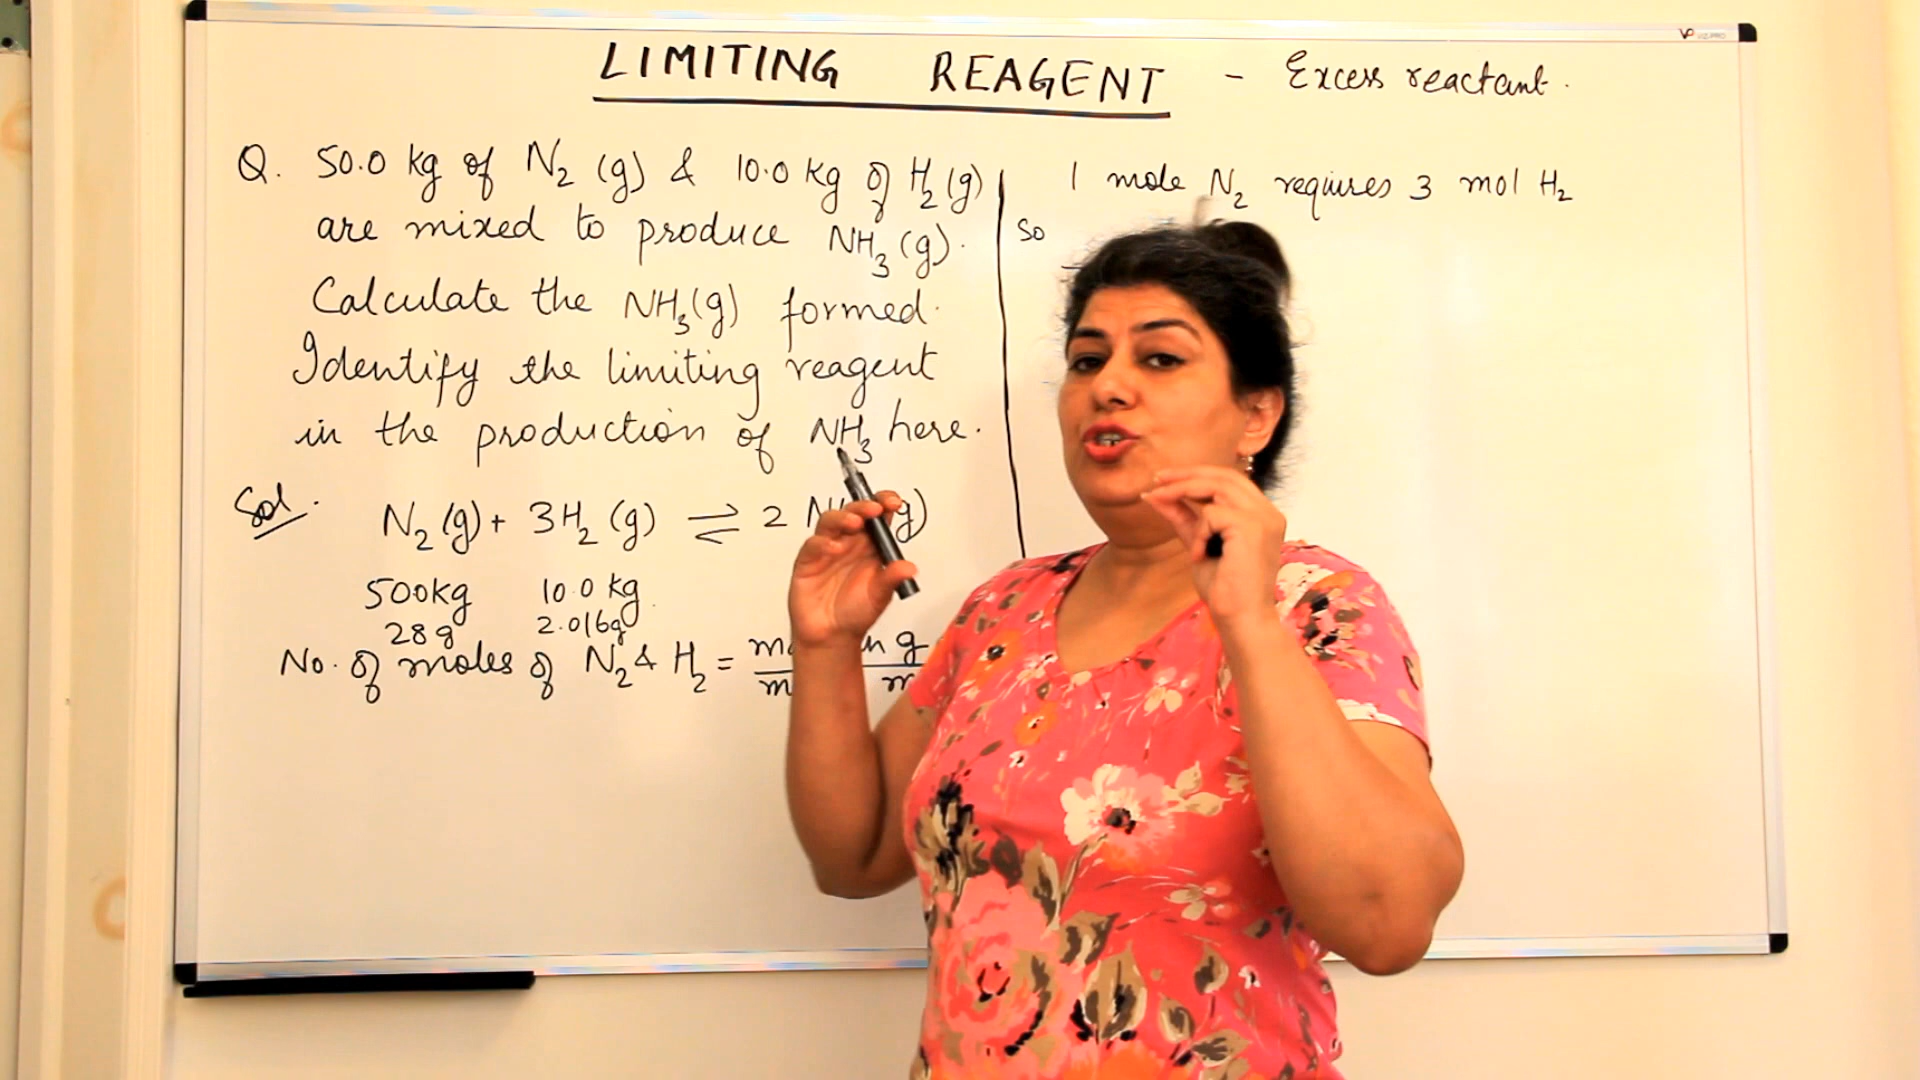 LIMITING REAGENT - Excess reactant.
Q. 50.0 kg of N₂ (g) & 10.0 kg of H₂ (g)
are mixed to produce NH₃ (g).
Calculate the NH₃(g) formed.
Identify the limiting reagent
in the production of NH₃ here.
Sol.
N₂(g) + 3H₂ (g) ⇌ 2 g)
500kg 10.0 kg
28g 2.016g
No. of moles of N₂ & H₂ = g
1 mole N₂ requires 3 mol H₂
So